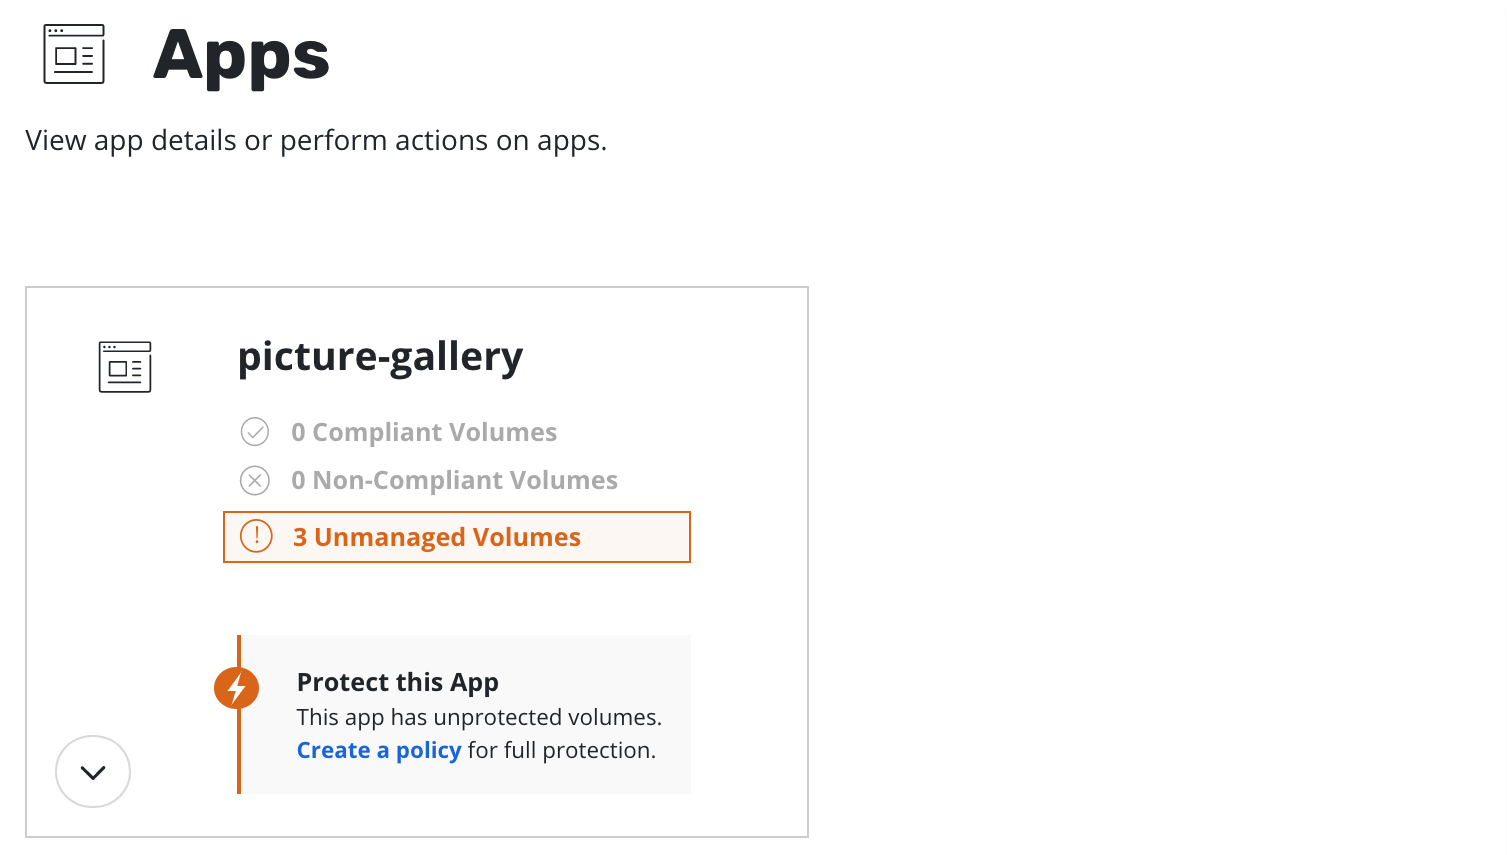 Apps
View app details or perform actions on apps.
picture-gallery
0 Compliant Volumes
0 Non-Compliant Volumes
3 Unmanaged Volumes
Protect this App
This app has unprotected volumes.
Create a policy for full protection.